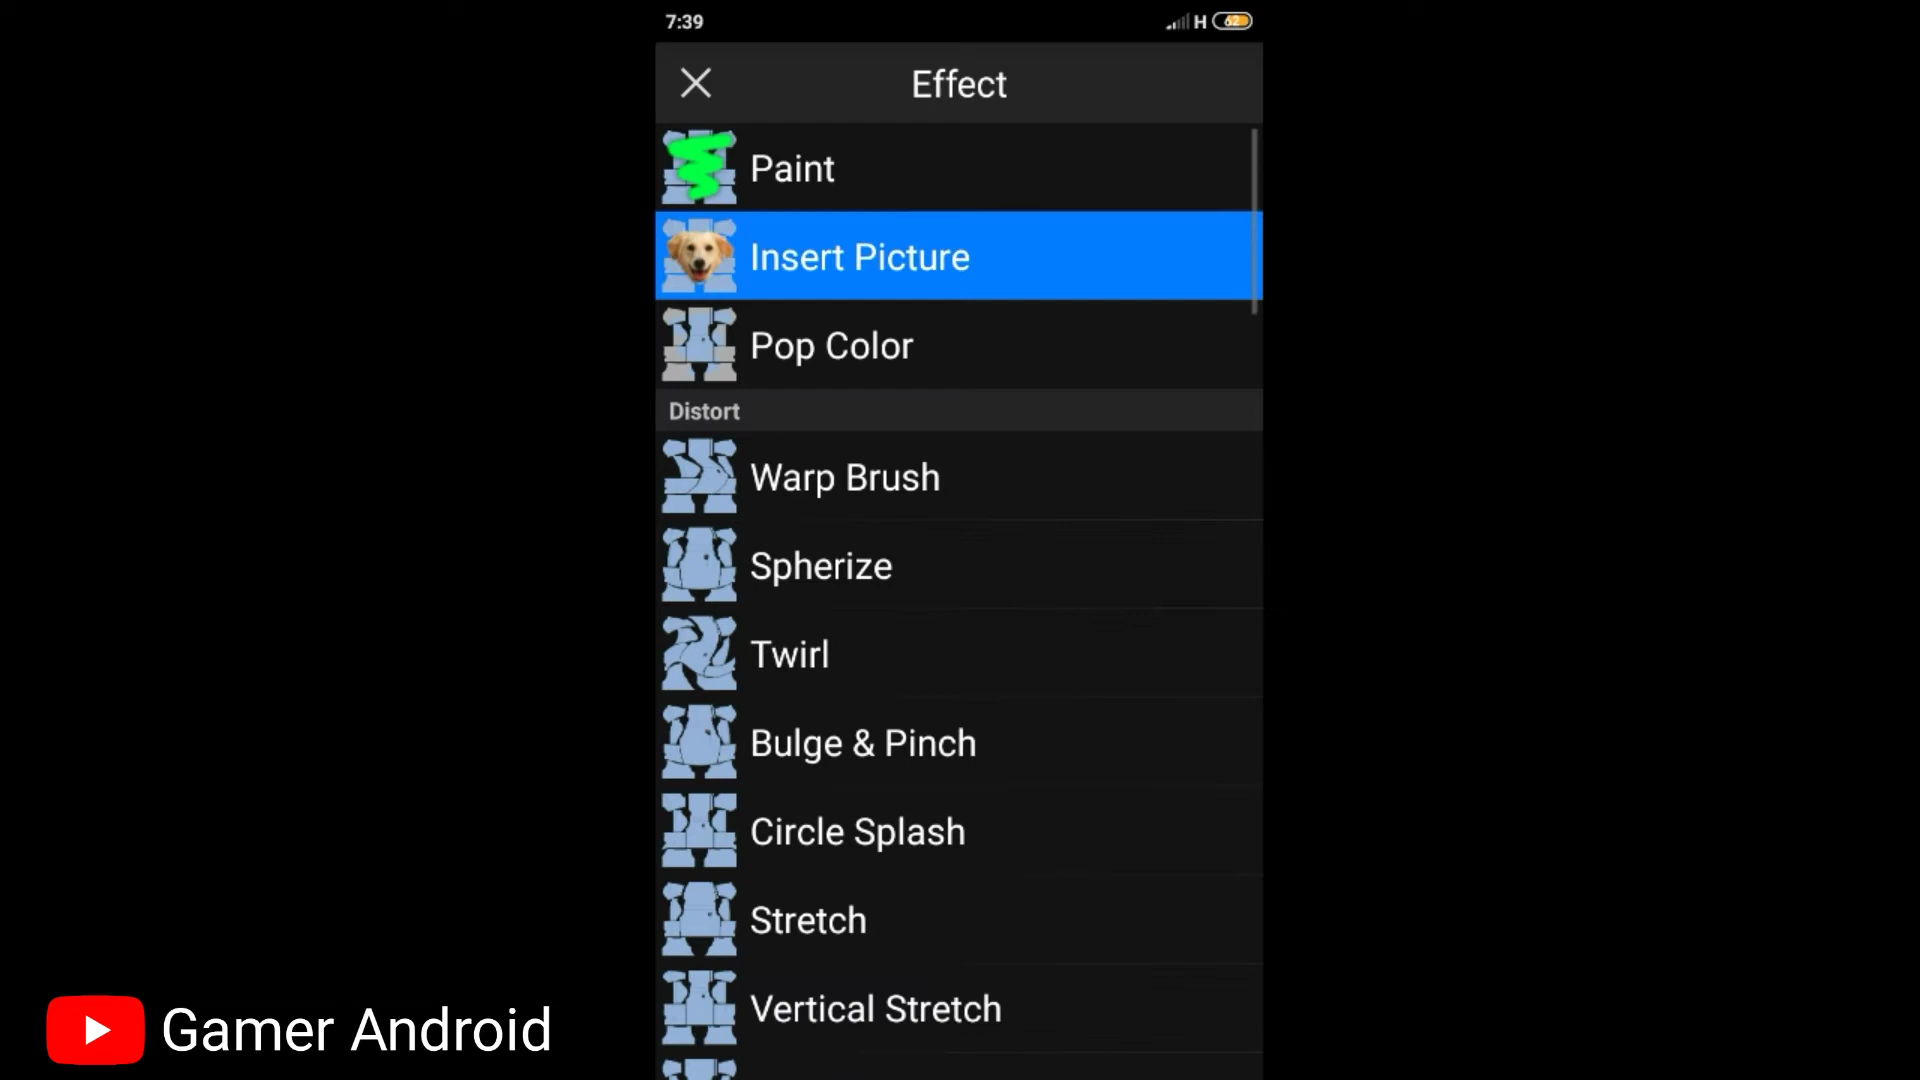 7:39
H 62
Effect
Paint
Insert Picture
Pop Color
Distort
Warp Brush
Spherize
Twirl
Bulge & Pinch
Circle Splash
Stretch
Vertical Stretch
Gamer Android